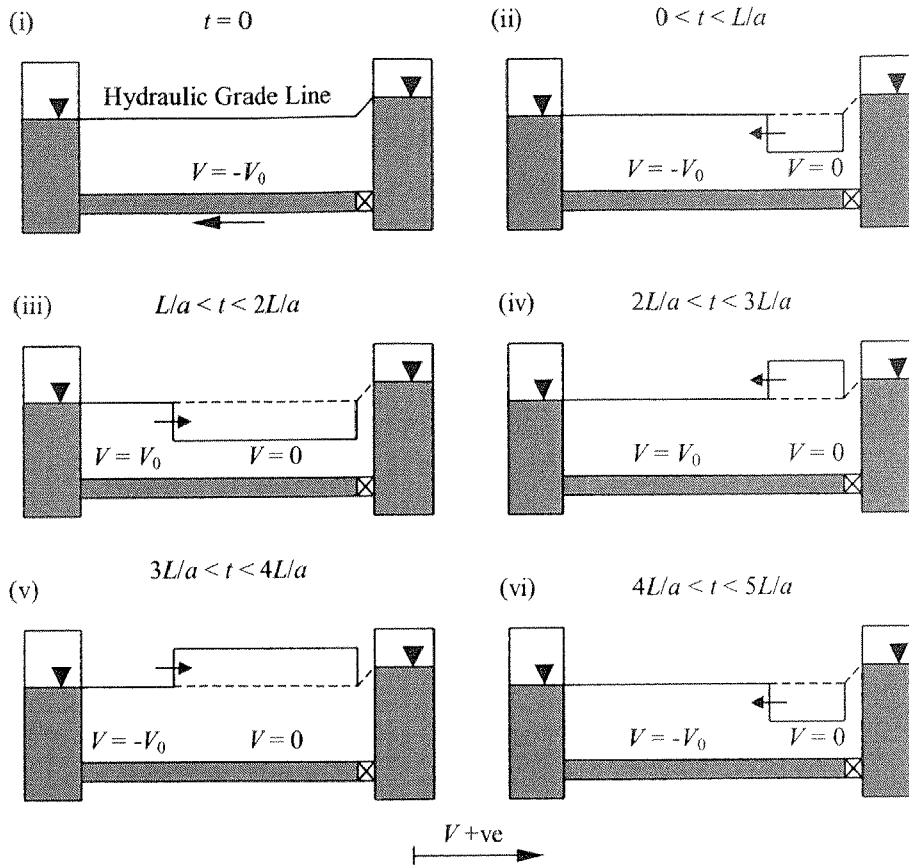 (i) t = 0
(ii) 0 < t < L/a
Hydraulic Grade Line
V = -V₀
V = -V₀ V = 0
(iii) L/a < t < 2L/a
(iv) 2L/a < t < 3L/a
V = V₀ V = 0
V = V₀ V = 0
(v) 3L/a < t < 4L/a
(vi) 4L/a < t < 5L/a
V = -V₀ V = 0
V = -V₀ V = 0
V +ve